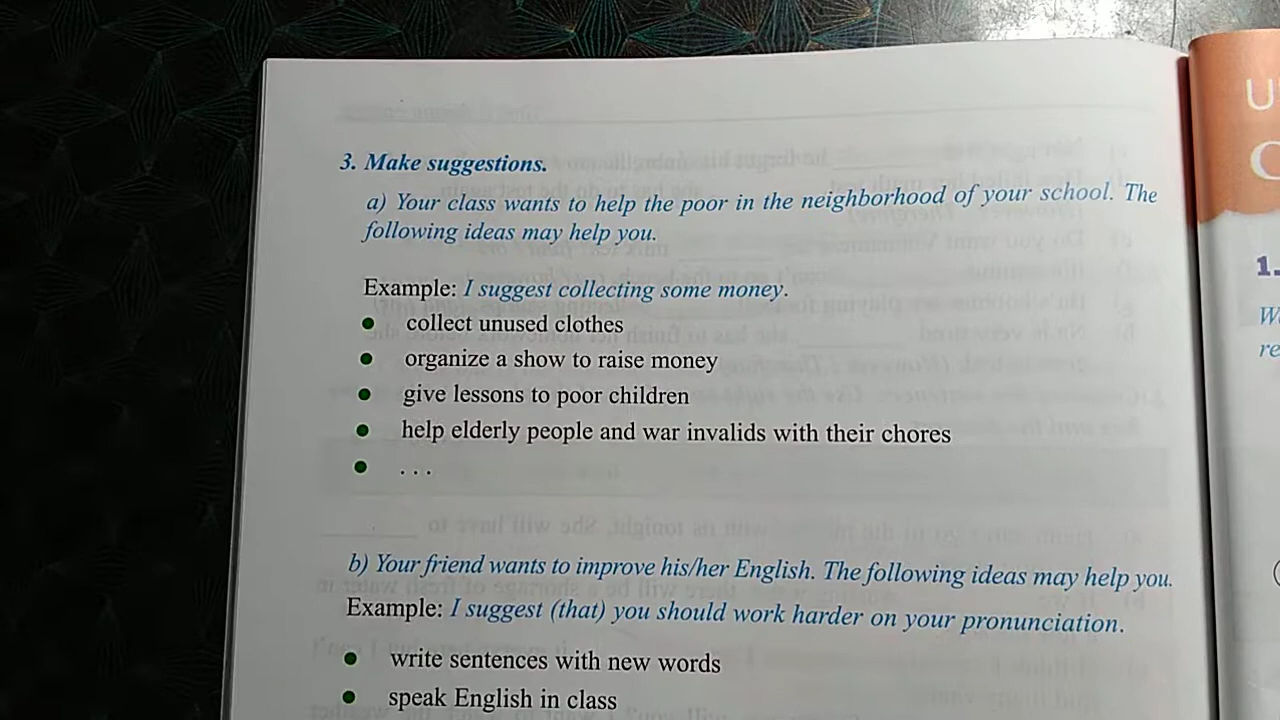 3. Make suggestions.
a) Your class wants to help the poor in the neighborhood of your school. The
following ideas may help you.
Example: I suggest collecting some money.
● collect unused clothes
● organize a show to raise money
● give lessons to poor children
● help elderly people and war invalids with their chores
● . . .
b) Your friend wants to improve his/her English. The following ideas may help you.
Example: I suggest (that) you should work harder on your pronunciation.
● write sentences with new words
● speak English in class
1.